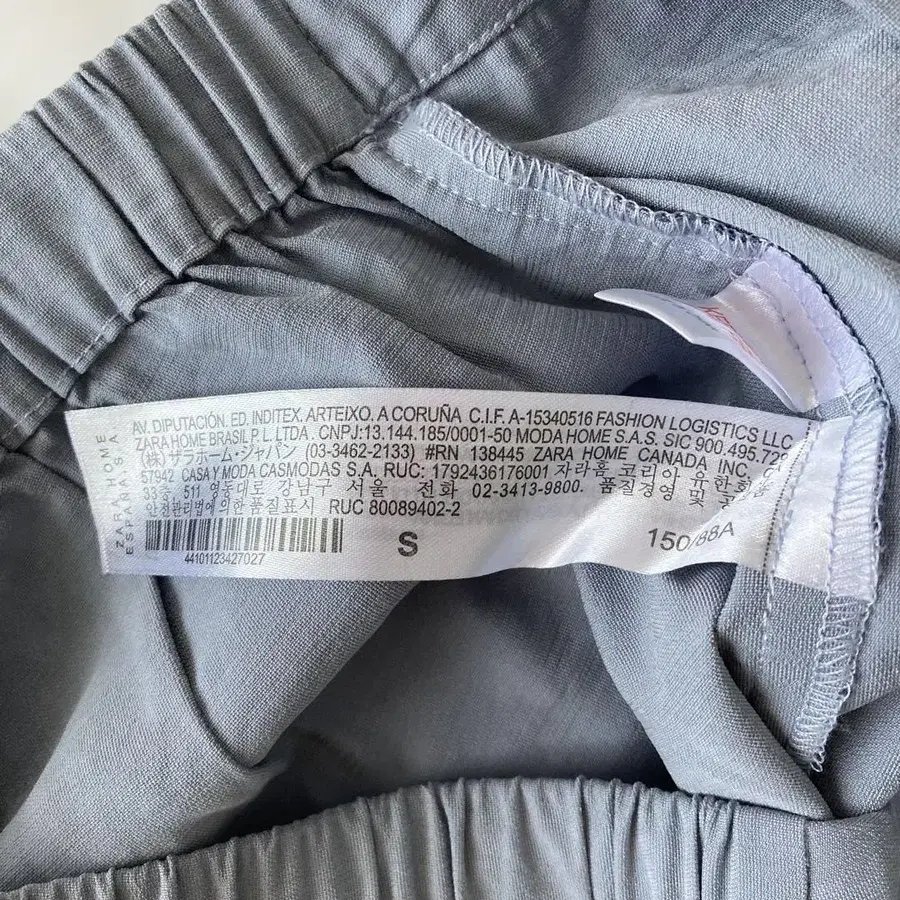 ZARA HOME
ESPAÑA S.A.
AV. DIPUTACIÓN. ED. INDITEX. ARTEIXO. A CORUÑA C.I.F. A-15340516 FASHION LOGISTICS LLC
ZARA HOME BRASIL P L. LTDA. CNPJ:13.144.185/0001-50 MODA HOME S.A.S. SIC 900.495.72
(株) ザラホーム・ジャパン (03-3462-2133) #RN 138445 ZARA HOME CANADA INC.
57942 CASA Y MODA CASMODAS S.A. RUC: 1792436176001 자라홈 코리아 유한회
33층 511 영동대로 강남구 서울 전화 02-3413-9800. 품질경영 및
안정관리법에 의한 품질표시 RUC 80089402-2
S
150/88A
44101123427027